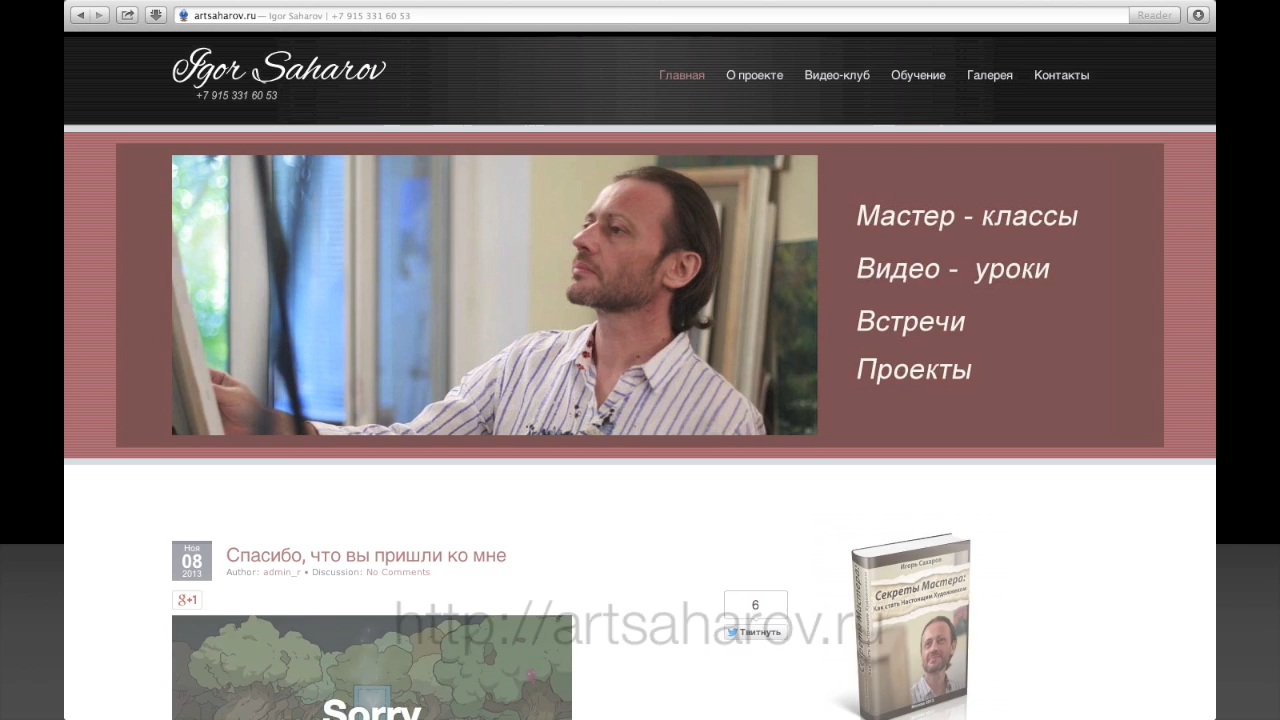 artsaharov.ru — Igor Saharov | +7 915 331 60 53
Reader
Igor Saharov
+7 915 331 60 53
Главная О проекте Видео-клуб Обучение Галерея Контакты
Мастер - классы
Видео - уроки
Встречи
Проекты
Ноя
08
2013
Спасибо, что вы пришли ко мне
Author: admin_r • Discussion: No Comments
g+1
6
Твитнуть
http://artsaharov.ru
Sorry
Игорь Сахаров
Секреты Мастера:
Как стать Настоящим Художником